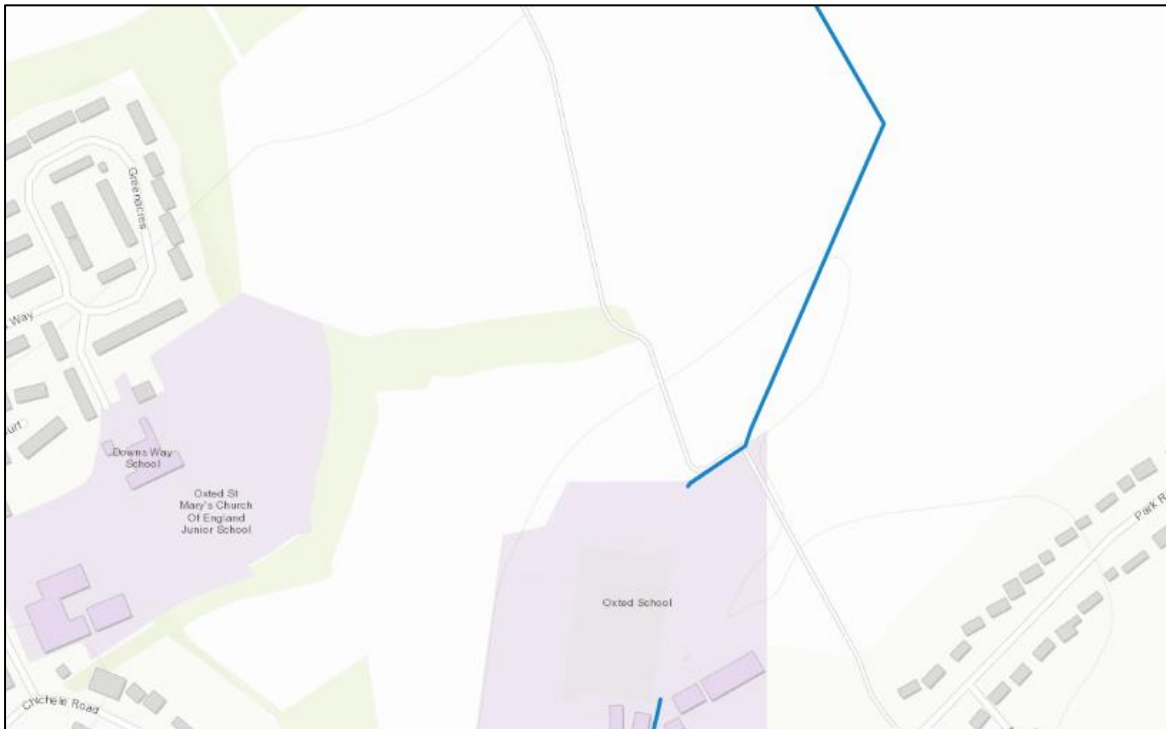 Greenacres
Way
Downs Way
School
Oxted St
Mary's Church
Of England
Junior School
Oxted School
Park R
Chichele Road